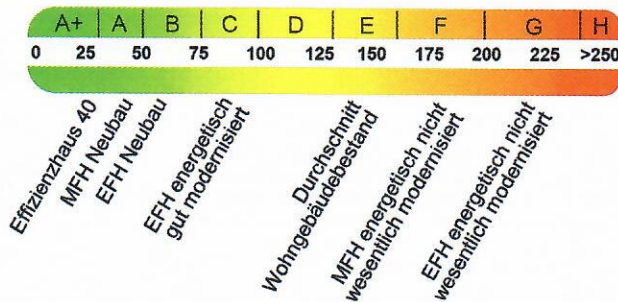 A+ A B C D E F G H
0 25 50 75 100 125 150 175 200 225 >250
Effizienzhaus 40
MFH Neubau
EFH Neubau
EFH energetisch
gut modernisiert
Durchschnitt
Wohngebäudebestand
MFH energetisch nicht
wesentlich modernisiert
EFH energetisch nicht
wesentlich modernisiert